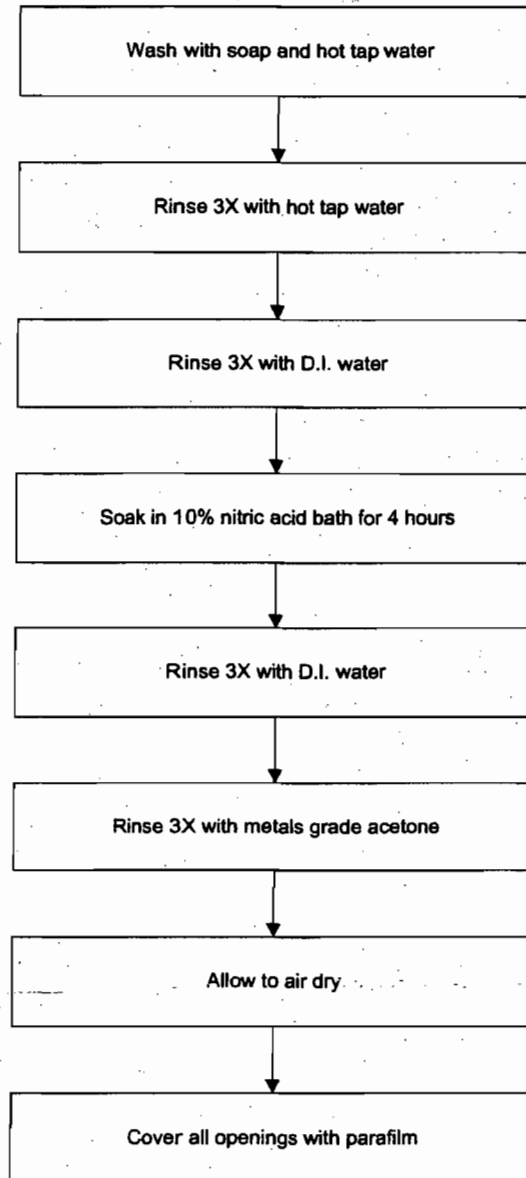 Wash with soap and hot tap water
Rinse 3X with hot tap water
Rinse 3X with D.I. water
Soak in 10% nitric acid bath for 4 hours
Rinse 3X with D.I. water
Rinse 3X with metals grade acetone
Allow to air dry
Cover all openings with parafilm